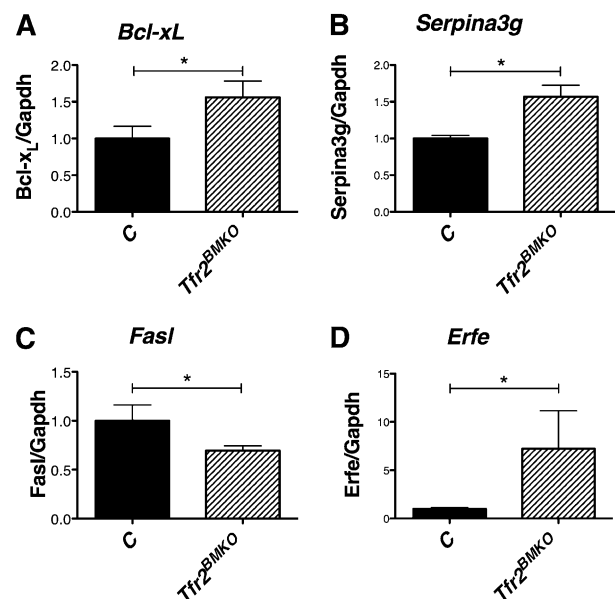 A
Bcl-xL
Bcl-xL/Gapdh
2.0
1.5
1.0
0.5
0.0
*
C
Tfr2BMKO
B
Serpina3g
Serpina3g/Gapdh
2.0
1.5
1.0
0.5
0.0
*
C
Tfr2BMKO
C
Fasl
Fasl/Gapdh
1.5
1.0
0.5
0.0
*
C
Tfr2BMKO
D
Erfe
Erfe/Gapdh
15
10
5
0
*
C
Tfr2BMKO